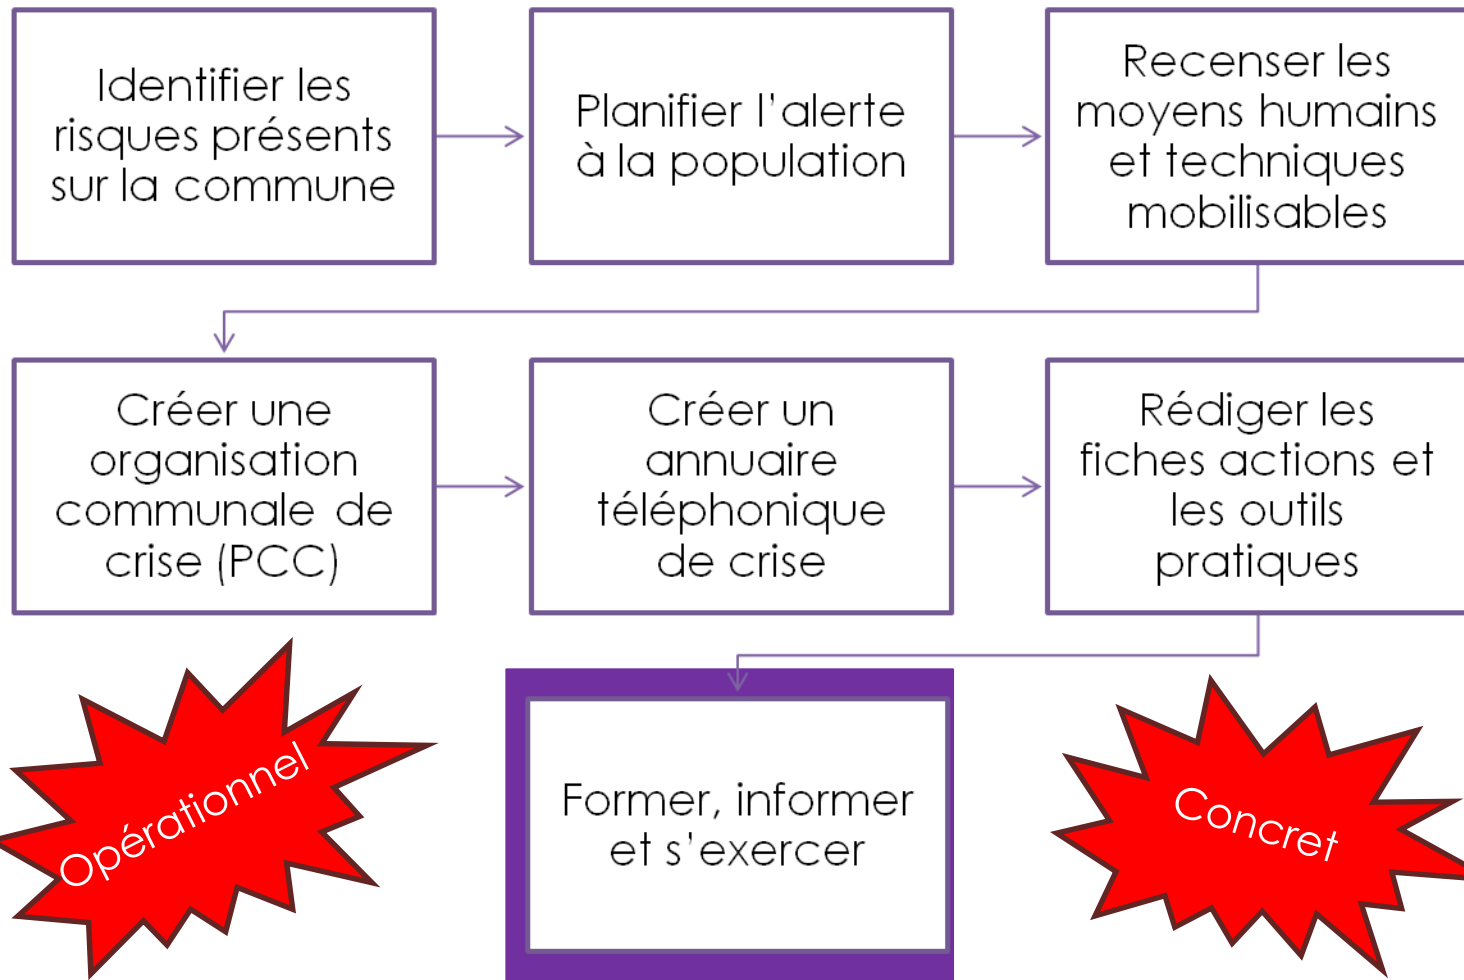 Identifier les
risques présents
sur la commune
Planifier l'alerte
à la population
Recenser les
moyens humains
et techniques
mobilisables
Créer une
organisation
communale de
crise (PCC)
Créer un
annuaire
téléphonique
de crise
Rédiger les
fiches actions et
les outils
pratiques
Opérationnel
Former, informer
et s'exercer
Concret